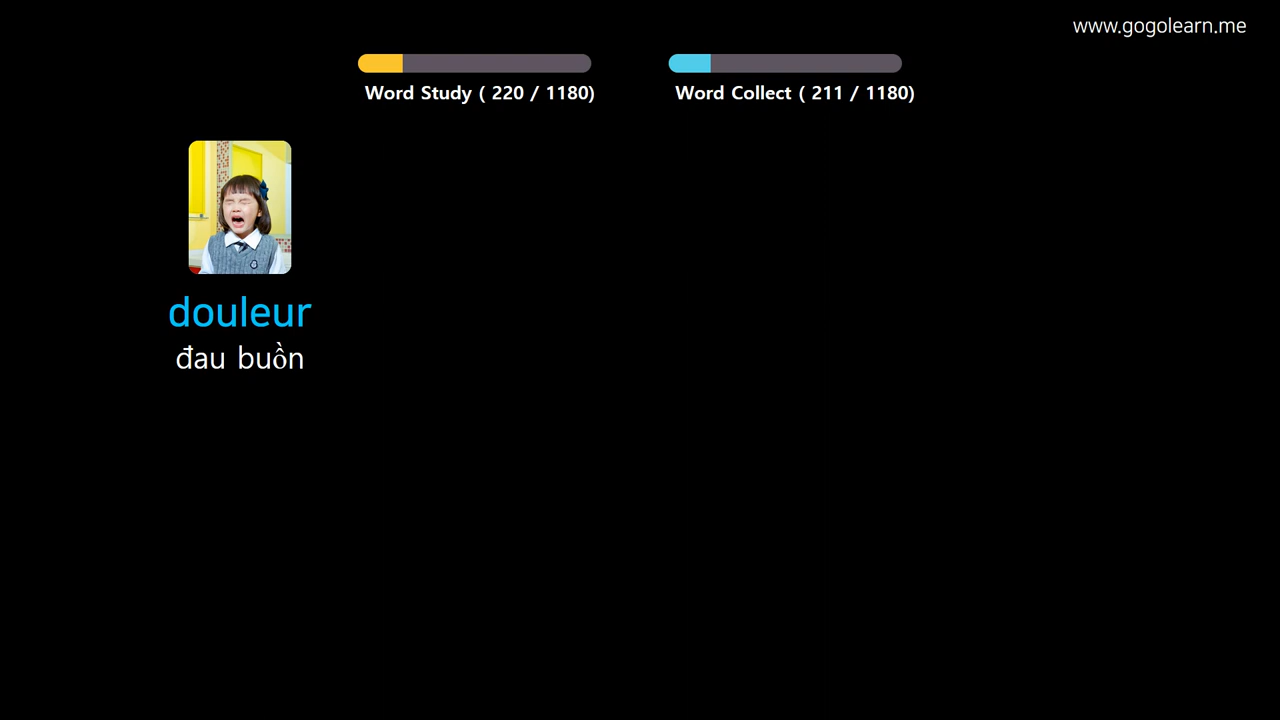 www.gogolearn.me
Word Study ( 220 / 1180)
Word Collect ( 211 / 1180)
douleur
đau buồn